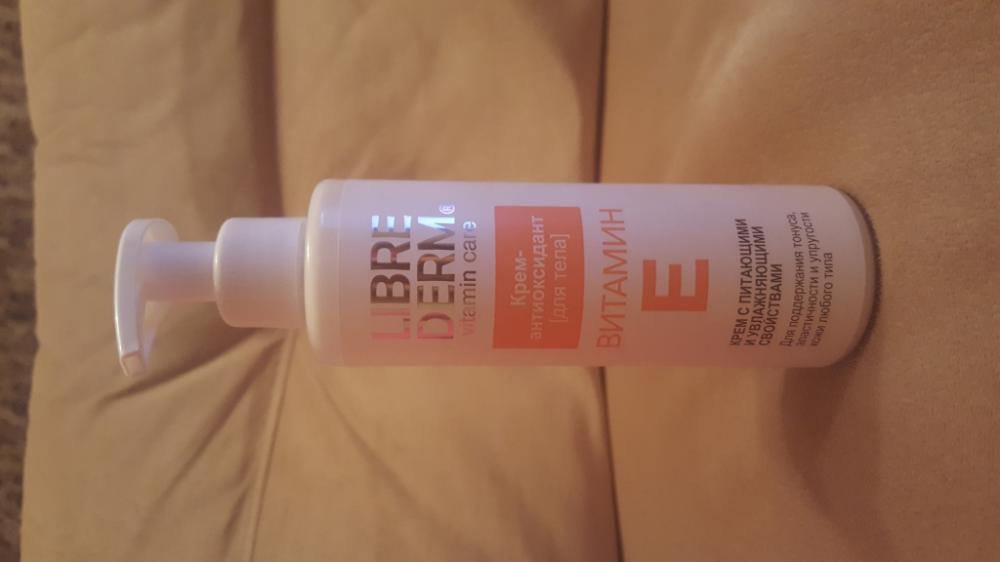 LIBRE
DERM®
vitamin care
Крем-
антиоксидант
[для тела]
ВИТАМИН
E
КРЕМ С ПИТАЮЩИМИ
И УВЛАЖНЯЮЩИМИ
СВОЙСТВАМИ
Для поддержания тонуса,
эластичности и упругости
кожи любого типа